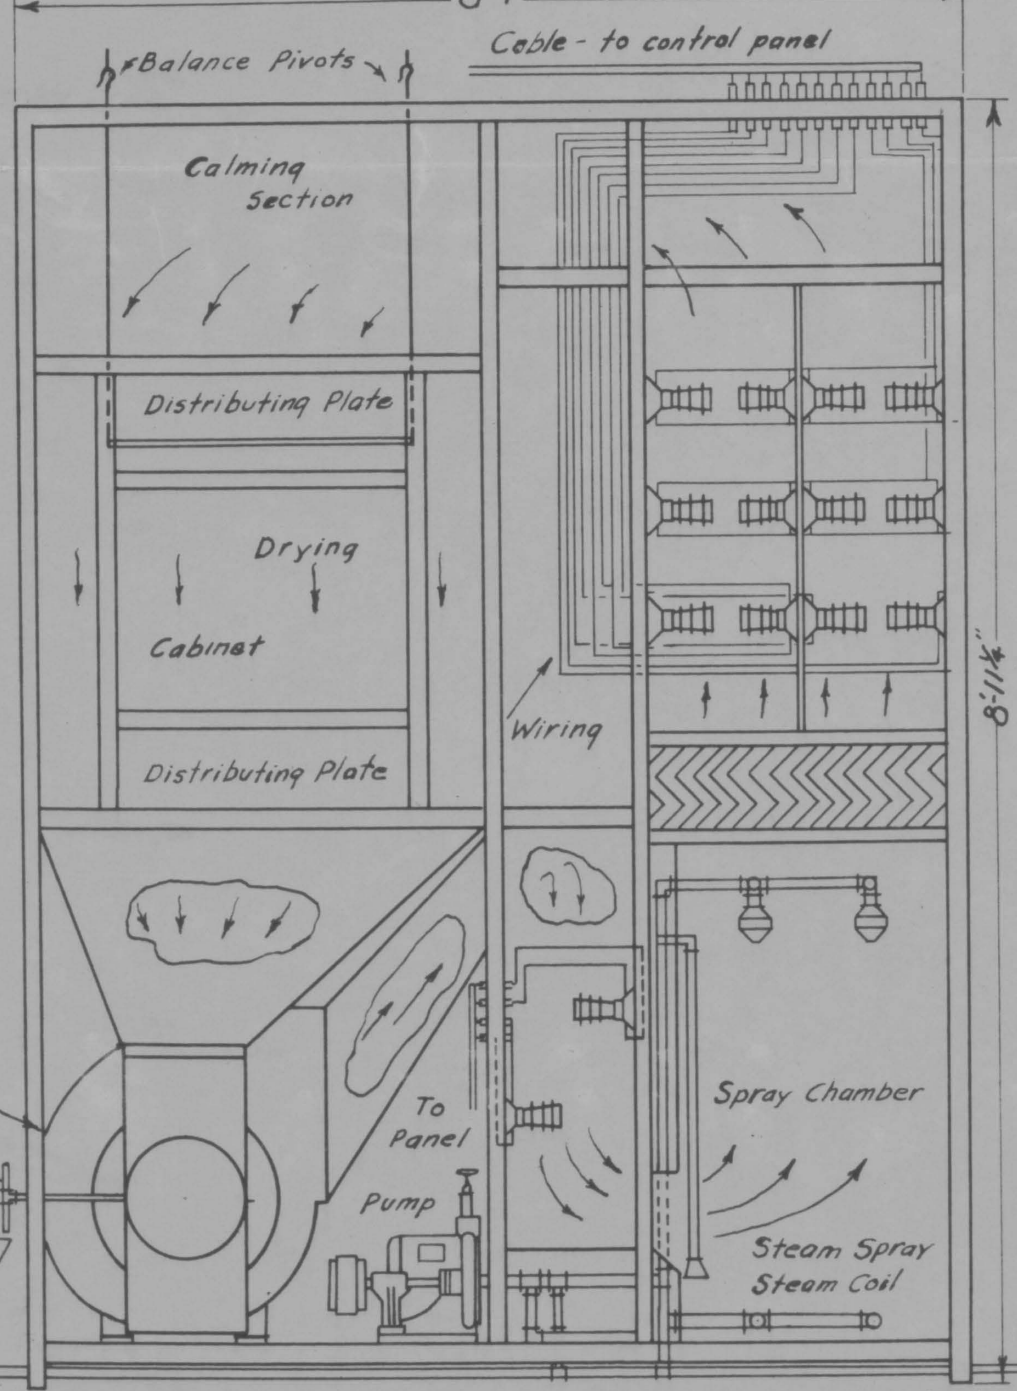 Cable - to control panel
Balance Pivots
Calming
Section
Distributing Plate
Drying
Cabinet
Wiring
Distributing Plate
8'-11¼"
To
Panel
Pump
Spray Chamber
Steam Spray
Steam Coil